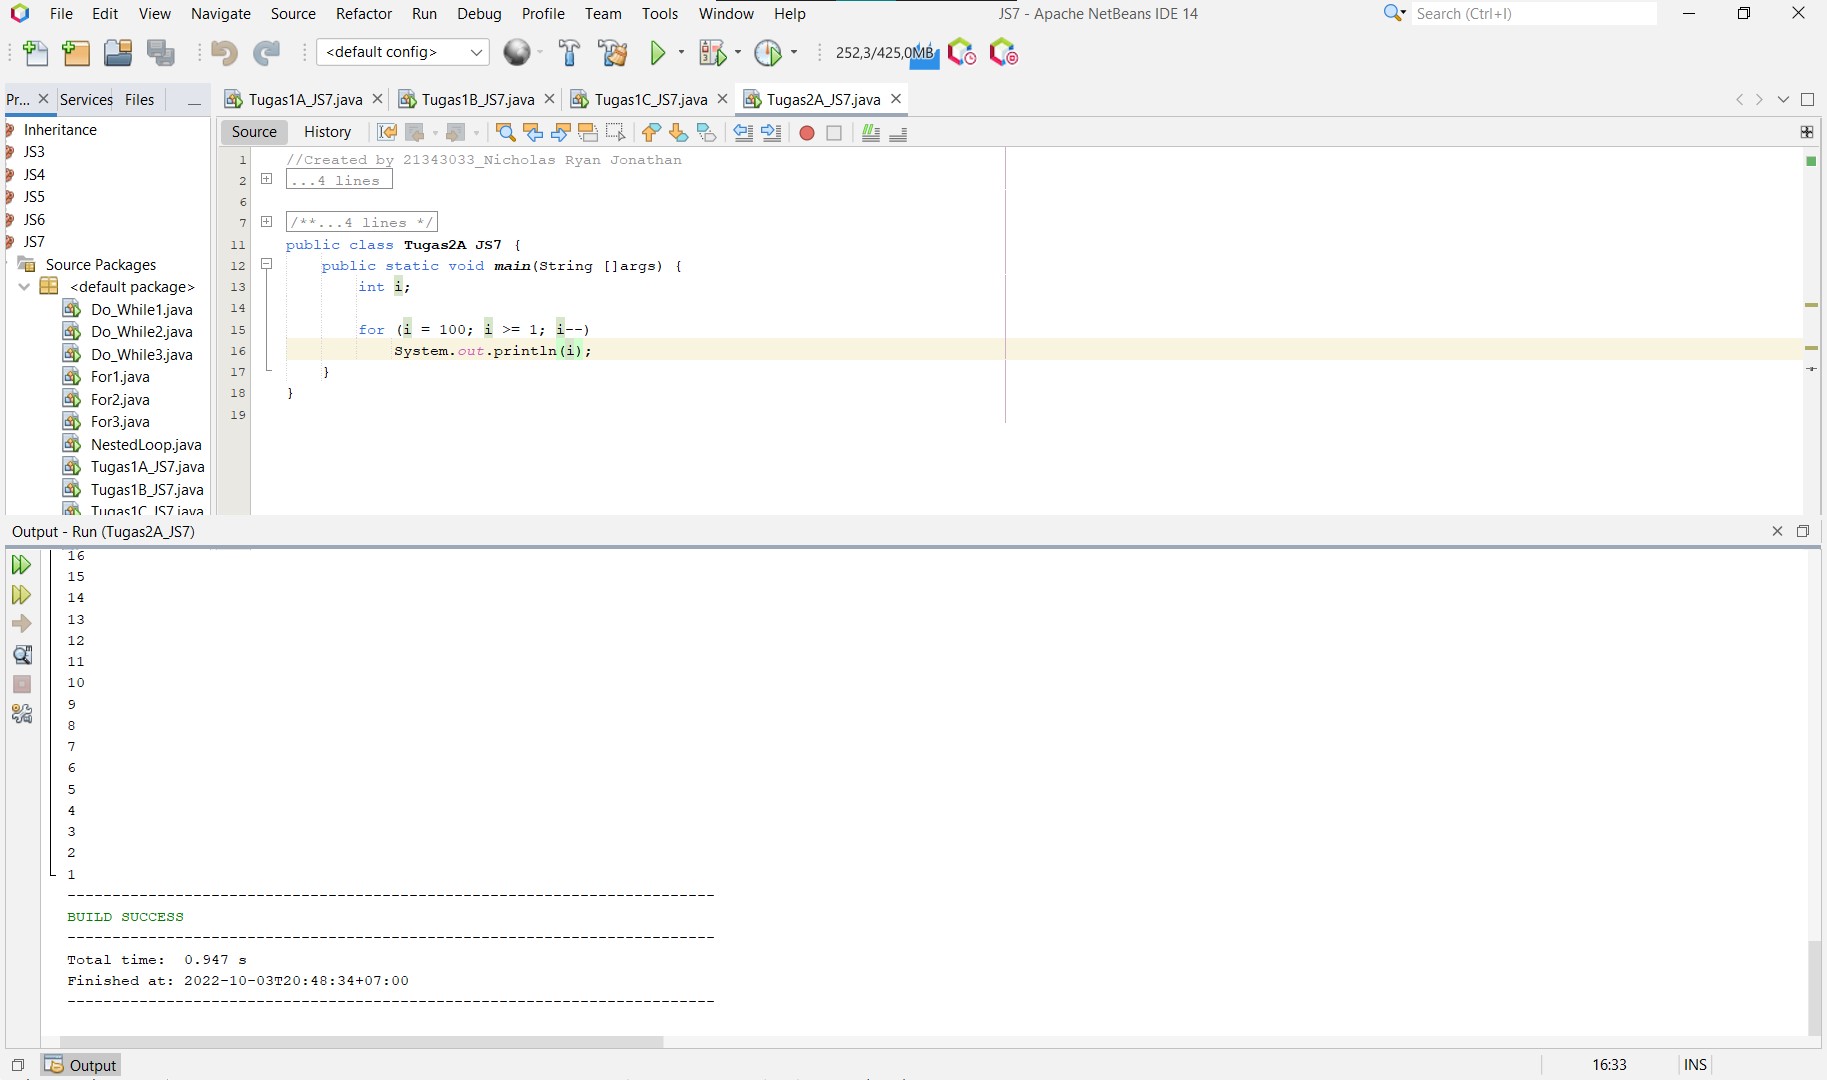 File Edit View Navigate Source Refactor Run Debug Profile Team Tools Window Help JS7 - Apache NetBeans IDE 14 Search (Ctrl+I)
<default config> 252,3/425,0MB
Pr... Services Files Tugas1A_JS7.java Tugas1B_JS7.java Tugas1C_JS7.java Tugas2A_JS7.java
Source History
Inheritance
JS3
JS4
JS5
JS6
JS7
Source Packages
<default package>
Do_While1.java
Do_While2.java
Do_While3.java
For1.java
For2.java
For3.java
NestedLoop.java
Tugas1A_JS7.java
Tugas1B_JS7.java
Tugas1C_JS7.java
1 //Created by 21343033_Nicholas Ryan Jonathan
2 ...4 lines
6
7 /**...4 lines */
11 public class Tugas2A_JS7 {
12 public static void main(String []args) {
13 int i;
14
15 for (i = 100; i >= 1; i--)
16 System.out.println(i);
17 }
18 }
19
Output - Run (Tugas2A_JS7)
16
15
14
13
12
11
10
9
8
7
6
5
4
3
2
1
------------------------------------------------------------------------
BUILD SUCCESS
------------------------------------------------------------------------
Total time: 0.947 s
Finished at: 2022-10-03T20:48:34+07:00
------------------------------------------------------------------------
Output 16:33 INS